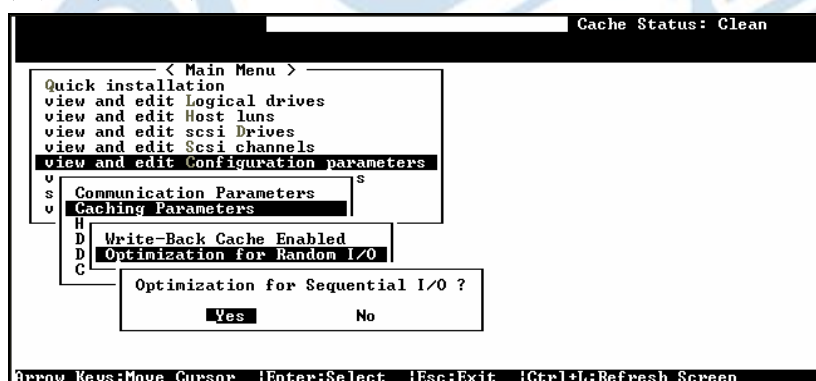 Cache Status: Clean
< Main Menu >
Quick installation
view and edit Logical drives
view and edit Host luns
view and edit scsi Drives
view and edit Scsi channels
view and edit Configuration parameters
v s
s Communication Parameters
v Caching Parameters
H
D Write-Back Cache Enabled
D Optimization for Random I/O
C
Optimization for Sequential I/O ?
Yes No
Arrow Keys:Move Cursor |Enter:Select |Esc:Exit |Ctrl+L:Refresh Screen